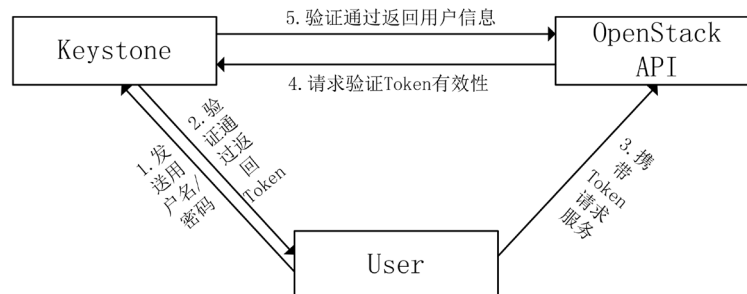 5.验证通过返回用户信息
Keystone
OpenStack
API
4.请求验证Token有效性
2.验
证通
过返
回
Token
1.发
送用
户名/
密码
3.携
带
Token
请求
服务
User